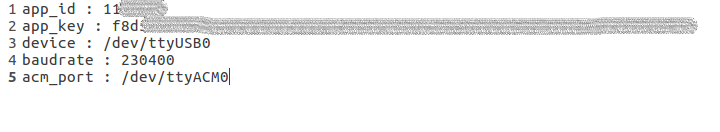 1 app_id : 11
2 app_key : f8d
3 device : /dev/ttyUSB0
4 baudrate : 230400
5 acm_port : /dev/ttyACM0